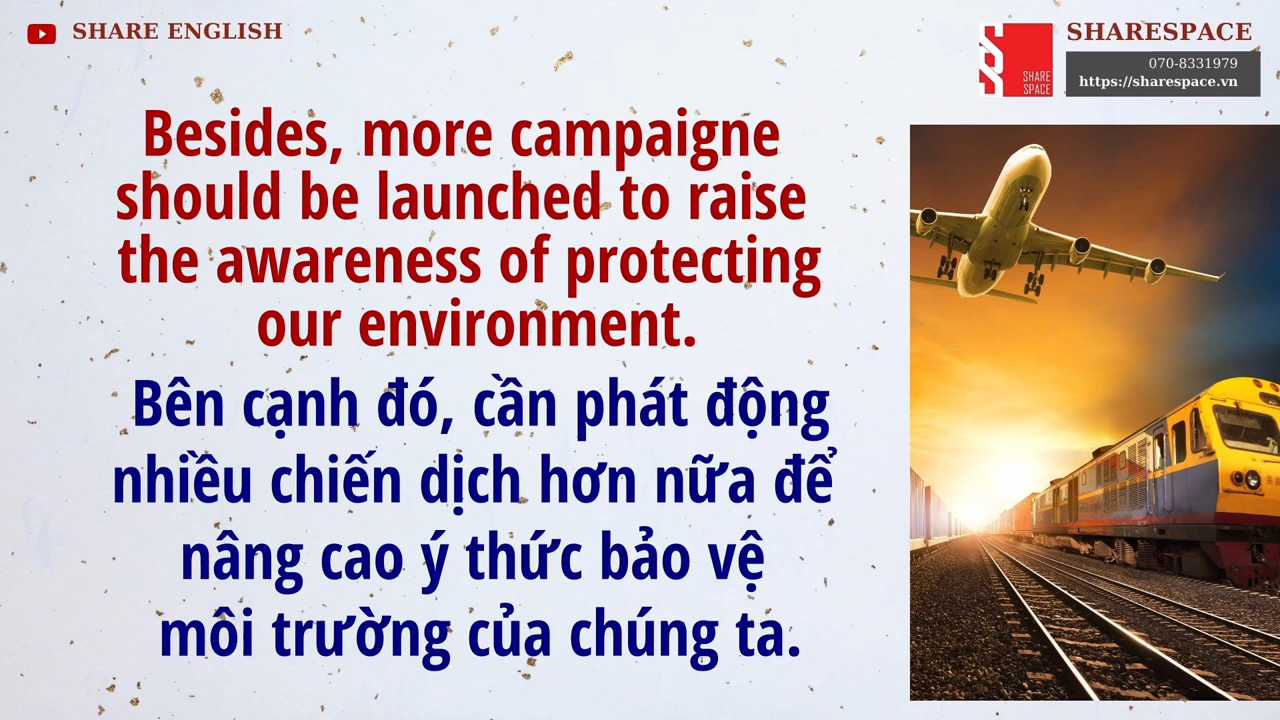 SHARE ENGLISH
SHARESPACE
070-8331979
https://sharespace.vn
SHARE
SPACE
Besides, more campaigne
should be launched to raise
the awareness of protecting
our environment.
Bên cạnh đó, cần phát động
nhiều chiến dịch hơn nữa để
nâng cao ý thức bảo vệ
môi trường của chúng ta.